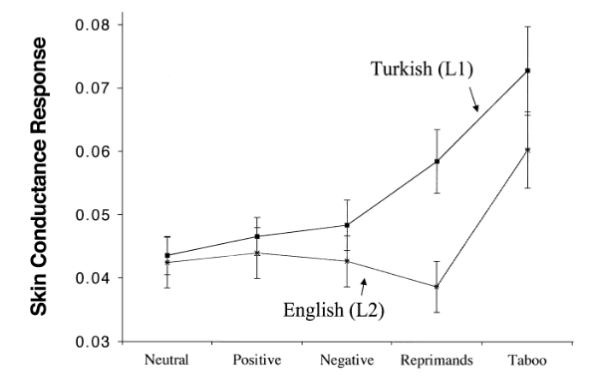 Skin Conductance Response
0.08
0.07
0.06
0.05
0.04
0.03
Turkish (L1)
English (L2)
Neutral Positive Negative Reprimands Taboo